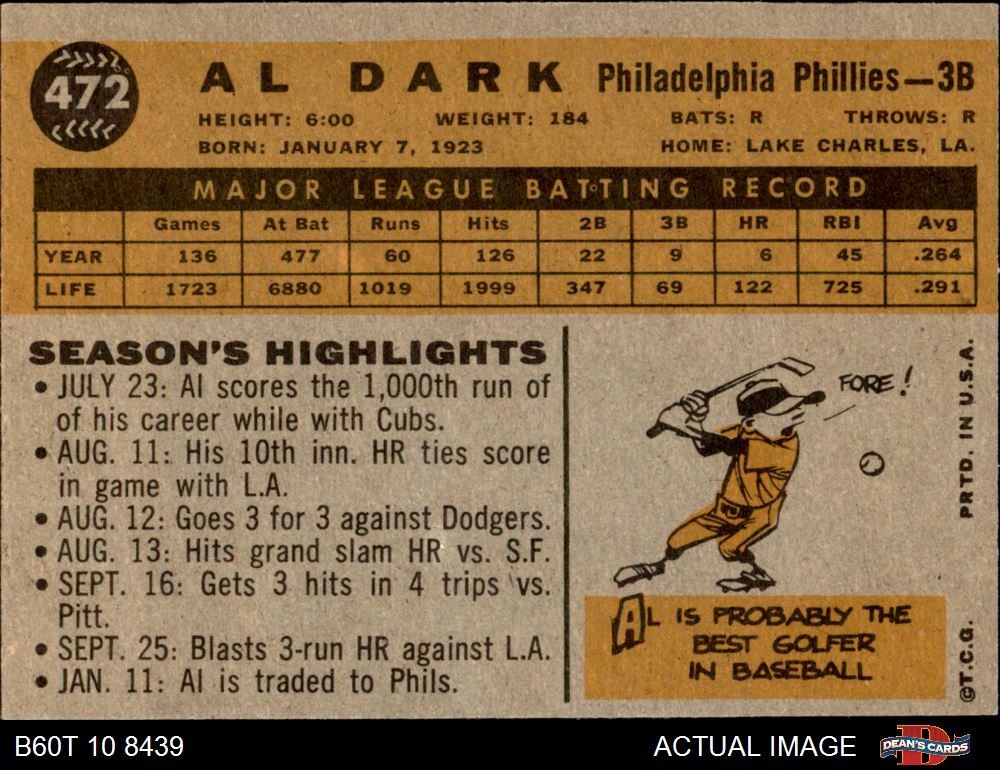 472
AL DARK Philadelphia Phillies—3B
HEIGHT: 6:00 WEIGHT: 184 BATS: R THROWS: R
BORN: JANUARY 7, 1923 HOME: LAKE CHARLES, LA.
MAJOR LEAGUE BATTING RECORD
Games At Bat Runs Hits 2B 3B HR RBI Avg
YEAR 136 477 60 126 22 9 6 45 .264
LIFE 1723 6880 1019 1999 347 69 122 725 .291
SEASON'S HIGHLIGHTS
• JULY 23: Al scores the 1,000th run of
of his career while with Cubs.
• AUG. 11: His 10th inn. HR ties score
in game with L.A.
• AUG. 12: Goes 3 for 3 against Dodgers.
• AUG. 13: Hits grand slam HR vs. S.F.
• SEPT. 16: Gets 3 hits in 4 trips vs.
Pitt.
• SEPT. 25: Blasts 3-run HR against L.A.
• JAN. 11: Al is traded to Phils.
FORE!
AL IS PROBABLY THE
BEST GOLFER
IN BASEBALL
©T.C.G. PRTD. IN U.S.A.
B60T 10 8439 ACTUAL IMAGE DEAN'S CARDS